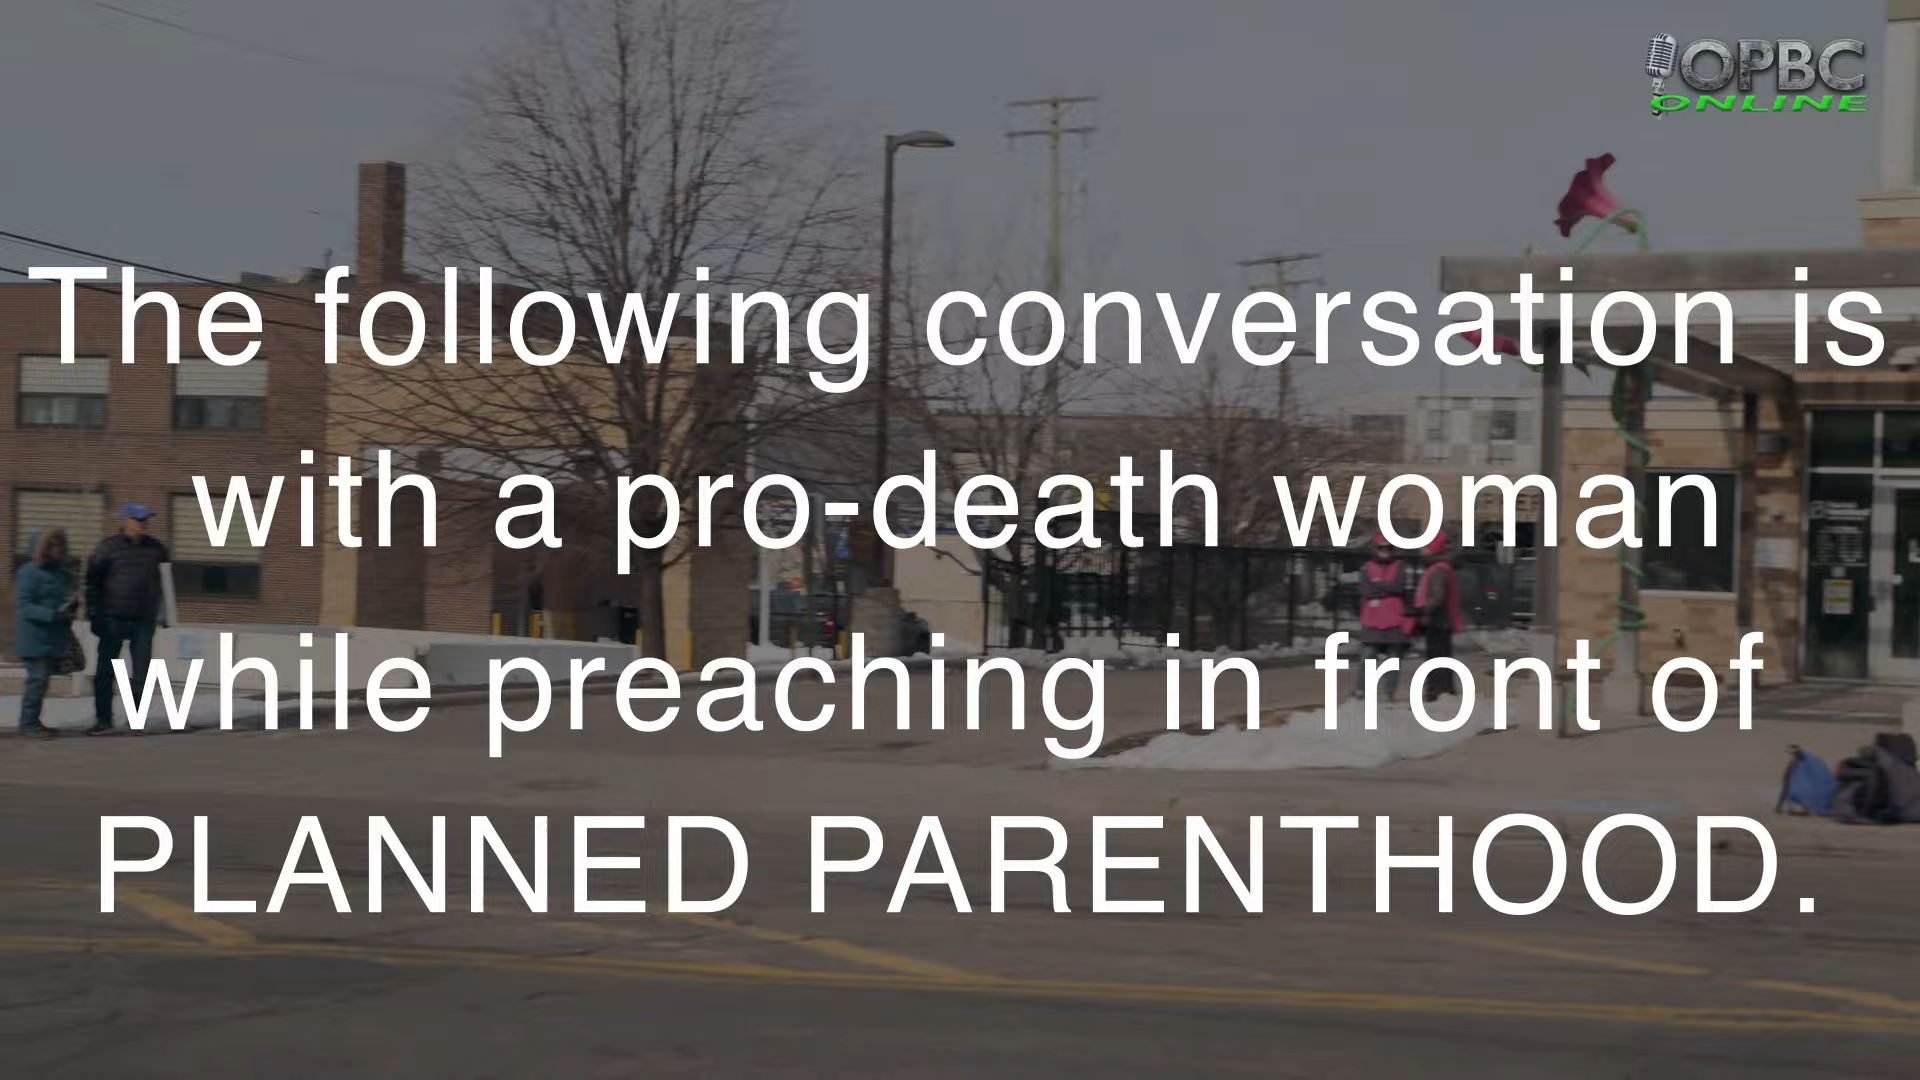 OPBC
ONLINE
The following conversation is
with a pro-death woman
while preaching in front of
PLANNED PARENTHOOD.